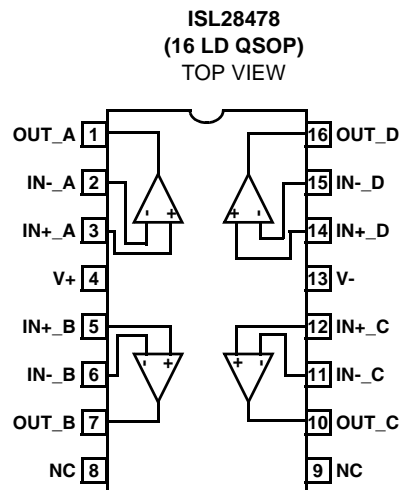 ISL28478
(16 LD QSOP)
TOP VIEW
OUT_A 1 16 OUT_D
IN-_A 2 15 IN-_D
- + + -
IN+_A 3 14 IN+_D
V+ 4 13 V-
IN+_B 5 12 IN+_C
- + + -
IN-_B 6 11 IN-_C
OUT_B 7 10 OUT_C
NC 8 9 NC